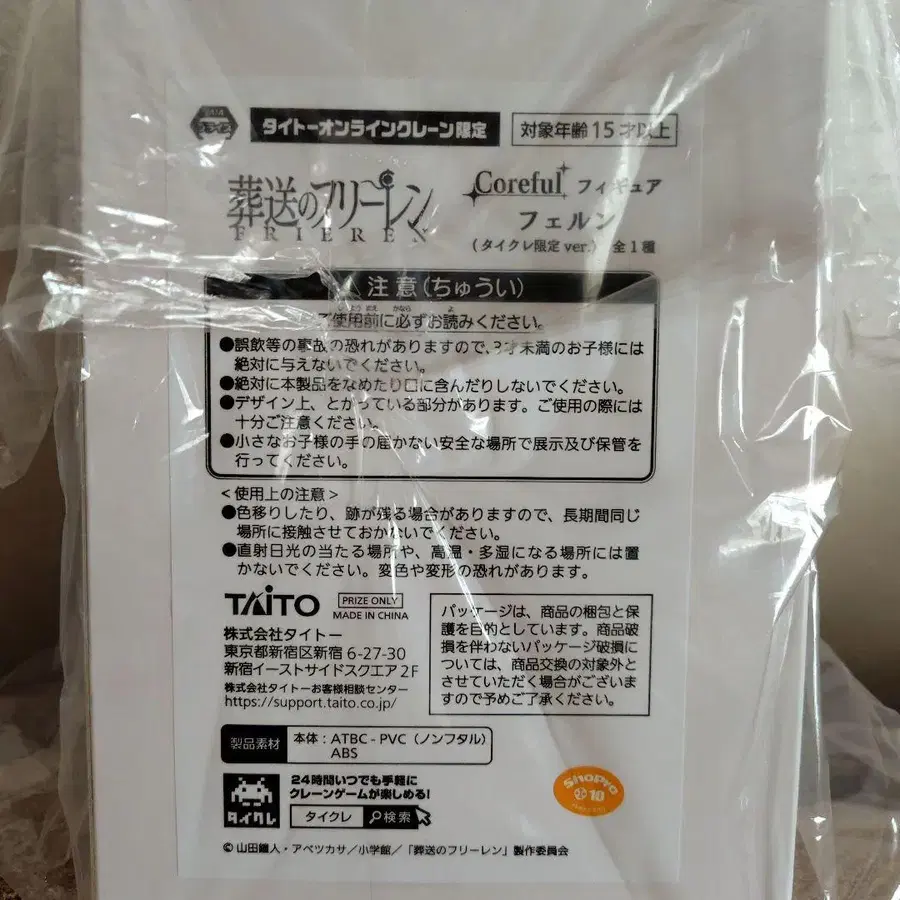 プライズ
タイトーオンラインクレーン限定
対象年齢15才以上
葬送のフリーレン
FRIEREN
Coreful フィギュア
フェルン
(タイクレ限定ver.) 全1種
注意(ちゅうい)
ご使用前に必ずお読みください。
●誤飲等の事故の恐れがありますので、3才未満のお子様には
絶対に与えないでください。
●絶対に本製品をなめたり口に含んだりしないでください。
●デザイン上、とがっている部分があります。ご使用の際には
十分ご注意ください。
●小さなお子様の手の届かない安全な場所で展示及び保管を
行ってください。
<使用上の注意>
●色移りしたり、跡が残る場合がありますので、長期間同じ
場所に接触させておかないでください。
●直射日光の当たる場所や、高温・多湿になる場所には置
かないでください。変色や変形の恐れがあります。
TAITO
PRIZE ONLY
MADE IN CHINA
株式会社タイトー
東京都新宿区新宿 6-27-30
新宿イーストサイドスクエア 2F
株式会社タイトーお客様相談センター
https://support.taito.co.jp/
パッケージは、商品の梱包と保
護を目的としています。商品破
損を伴わないパッケージ破損に
ついては、商品交換の対象外と
させていただく場合がございま
すので予めご了承ください。
製品素材
本体:ATBC-PVC(ノンフタル)
ABS
24時間いつでも手軽に
クレーンゲームが楽しめる!
タイクレ
タイクレ 検索
ShoPro
10
©山田鐘人・アベツカサ/小学館/「葬送のフリーレン」製作委員会